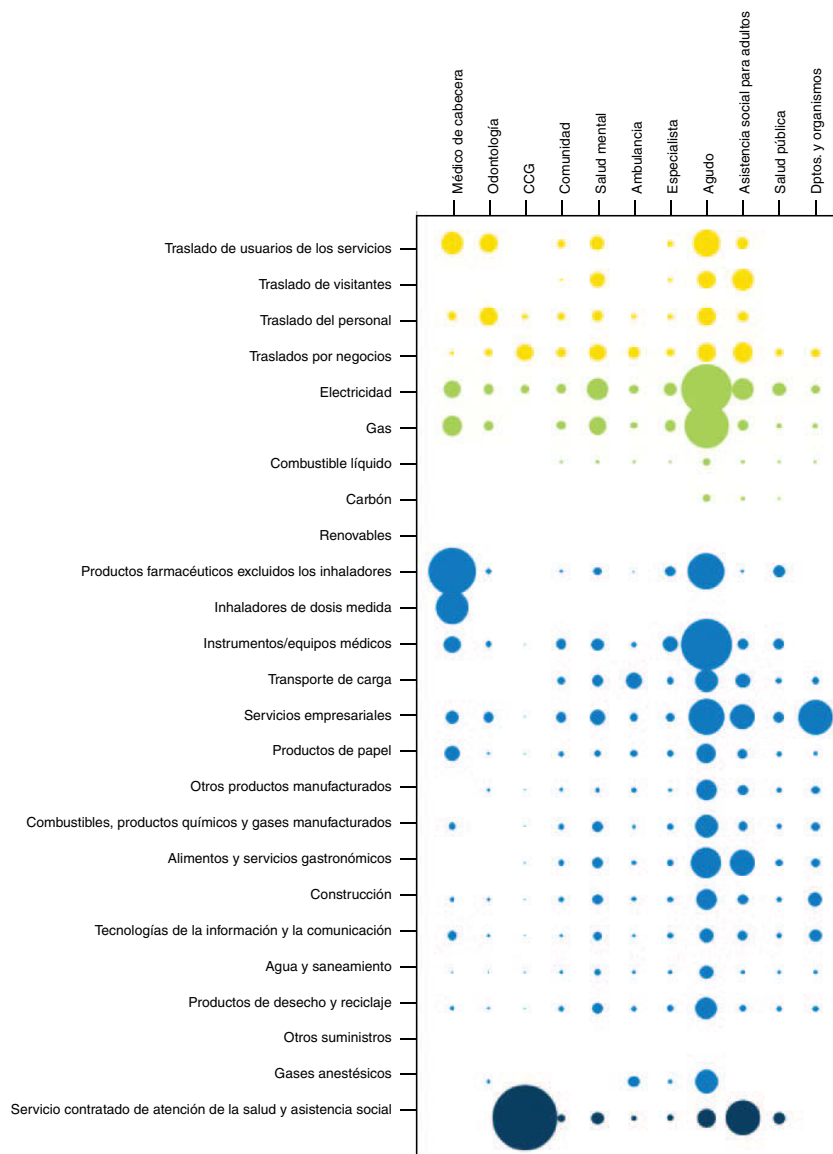 Médico de cabecera
Odontología
CCG
Comunidad
Salud mental
Ambulancia
Especialista
Agudo
Asistencia social para adultos
Salud pública
Dptos. y organismos
Traslado de usuarios de los servicios
Traslado de visitantes
Traslado del personal
Traslados por negocios
Electricidad
Gas
Combustible líquido
Carbón
Renovables
Productos farmacéuticos excluidos los inhaladores
Inhaladores de dosis medida
Instrumentos/equipos médicos
Transporte de carga
Servicios empresariales
Productos de papel
Otros productos manufacturados
Combustibles, productos químicos y gases manufacturados
Alimentos y servicios gastronómicos
Construcción
Tecnologías de la información y la comunicación
Agua y saneamiento
Productos de desecho y reciclaje
Otros suministros
Gases anestésicos
Servicio contratado de atención de la salud y asistencia social